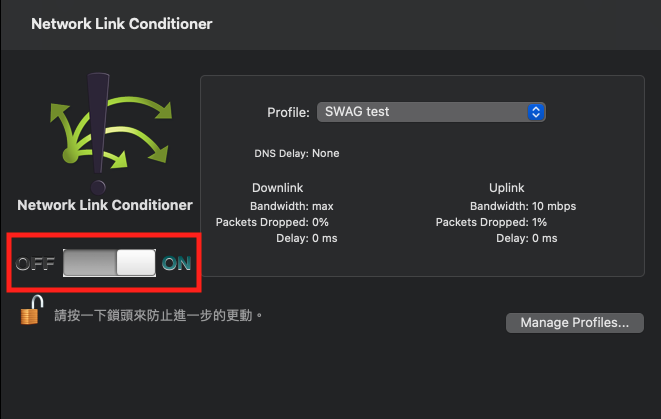 Network Link Conditioner
Profile: SWAG test
DNS Delay: None
Network Link Conditioner
Downlink
Bandwidth: max
Packets Dropped: 0%
Delay: 0 ms
Uplink
Bandwidth: 10 mbps
Packets Dropped: 1%
Delay: 0 ms
OFF ON
請按一下鎖頭來防止進一步的更動。
Manage Profiles...